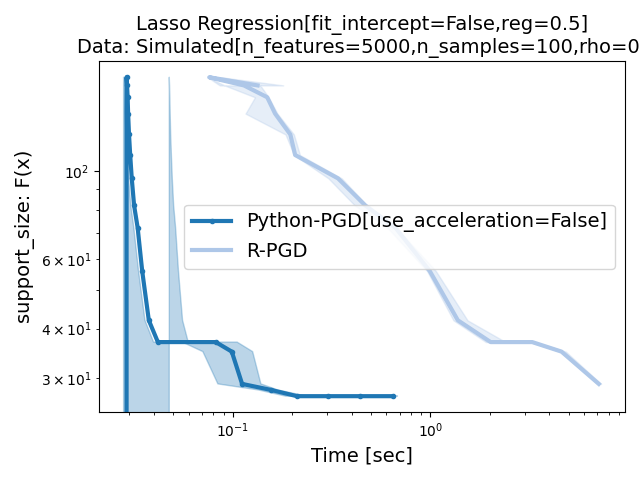 Lasso Regression[fit_intercept=False,reg=0.5]
Data: Simulated[n_features=5000,n_samples=100,rho=0
support_size: F(x)
10²
6 × 10¹
4 × 10¹
3 × 10¹
Python-PGD[use_acceleration=False]
R-PGD
10⁻¹ 10⁰
Time [sec]